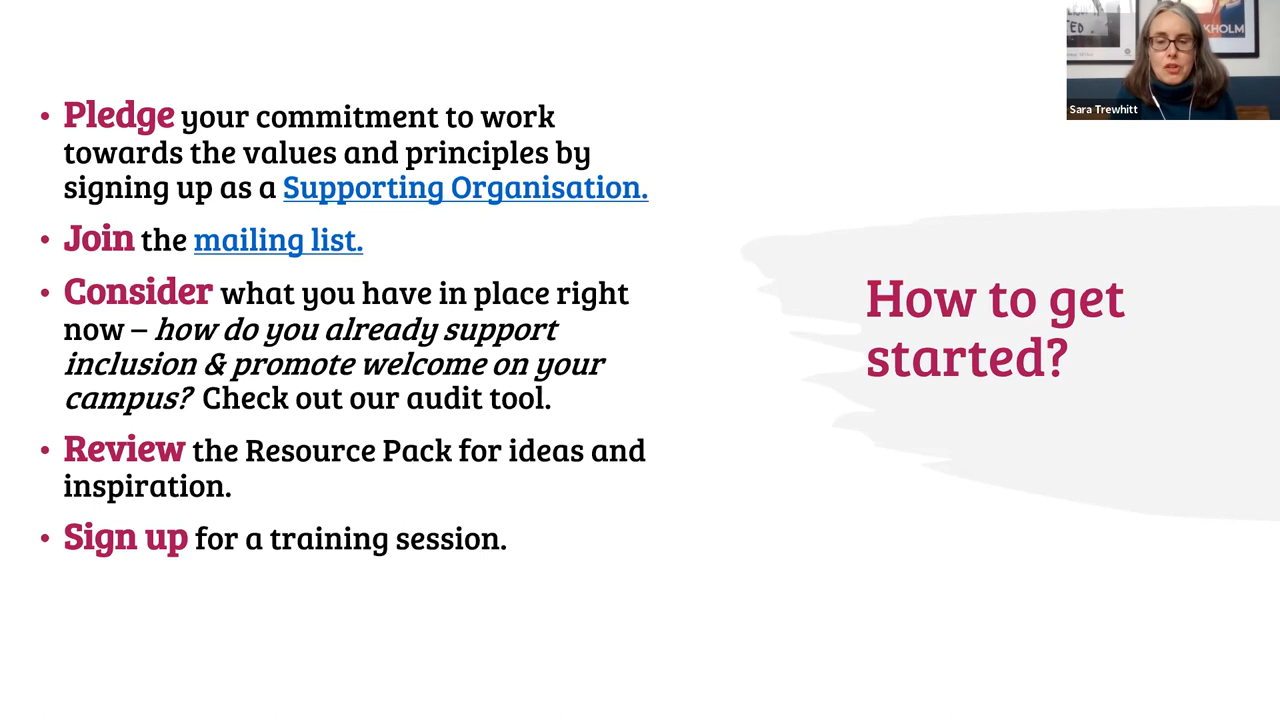 • Pledge your commitment to work
towards the values and principles by
signing up as a Supporting Organisation.
• Join the mailing list.
• Consider what you have in place right
now – how do you already support
inclusion & promote welcome on your
campus? Check out our audit tool.
• Review the Resource Pack for ideas and
inspiration.
• Sign up for a training session.
How to get
started?
KHOLM
TED.
Sara Trewhitt